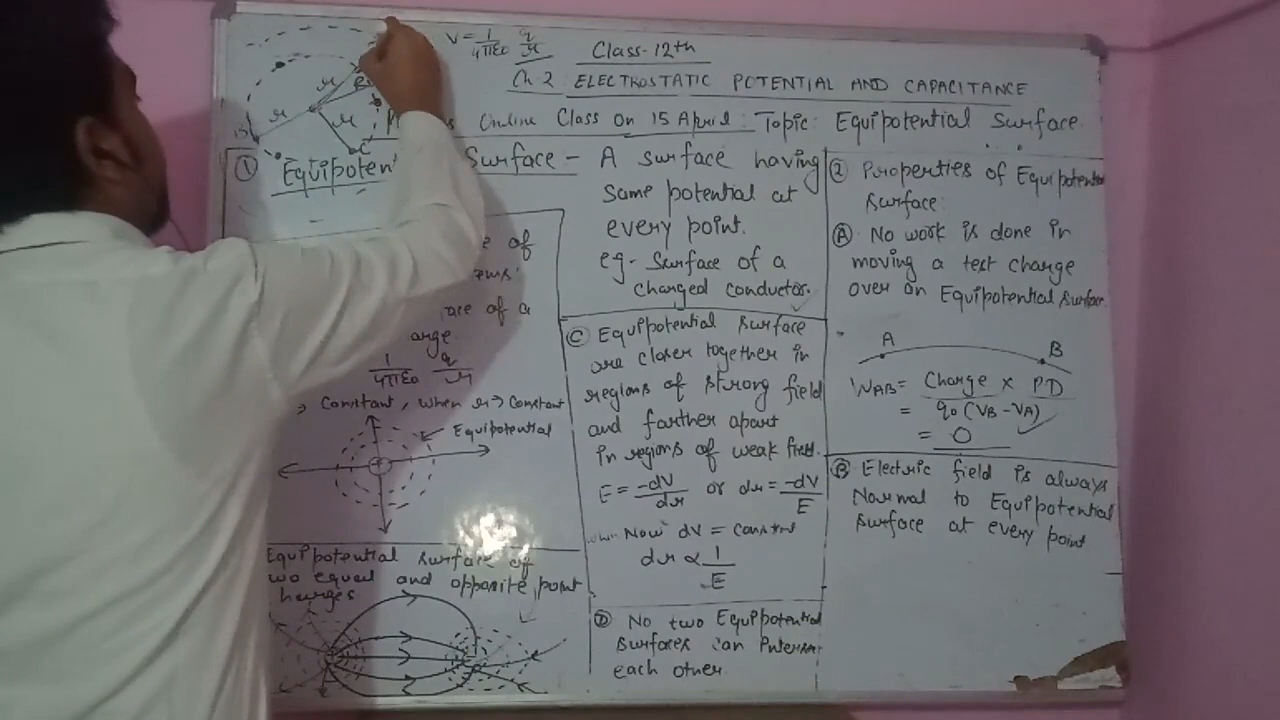 V = 1/4πε0 q/r
Class-12th
Ch-2 ELECTROSTATIC POTENTIAL AND CAPACITANCE
Online Class on 15 April: Topic: Equipotential Surface
r
r
r
B
C
① Equipoten Surface - A surface having
same potential at
every point.
eg- Surface of a
charged conductor.
e of
ace of a
arge
1/4πε0 q/r
⇒ Constant, when r → Constant
Equipotential
+
Equipotential surface of
wo equal and opposite point
harges
Ⓒ Equipotential surface
are closer together in
regions of strong field
and farther apart
in regions of weak field.
E = -dV/dr or dr = -dV/E
Now dV = constant
dr ∝ 1/E
Ⓓ No two Equipotential
surfaces can intersect
each other
② Properties of Equipotential
Surface:
Ⓐ No work is done in
moving a test charge
over an Equipotential Surface.
A
B
WAB = Charge × PD
= q0 (VB - VA)
= 0
Ⓑ Electric field is always
Normal to Equipotential
Surface at every point